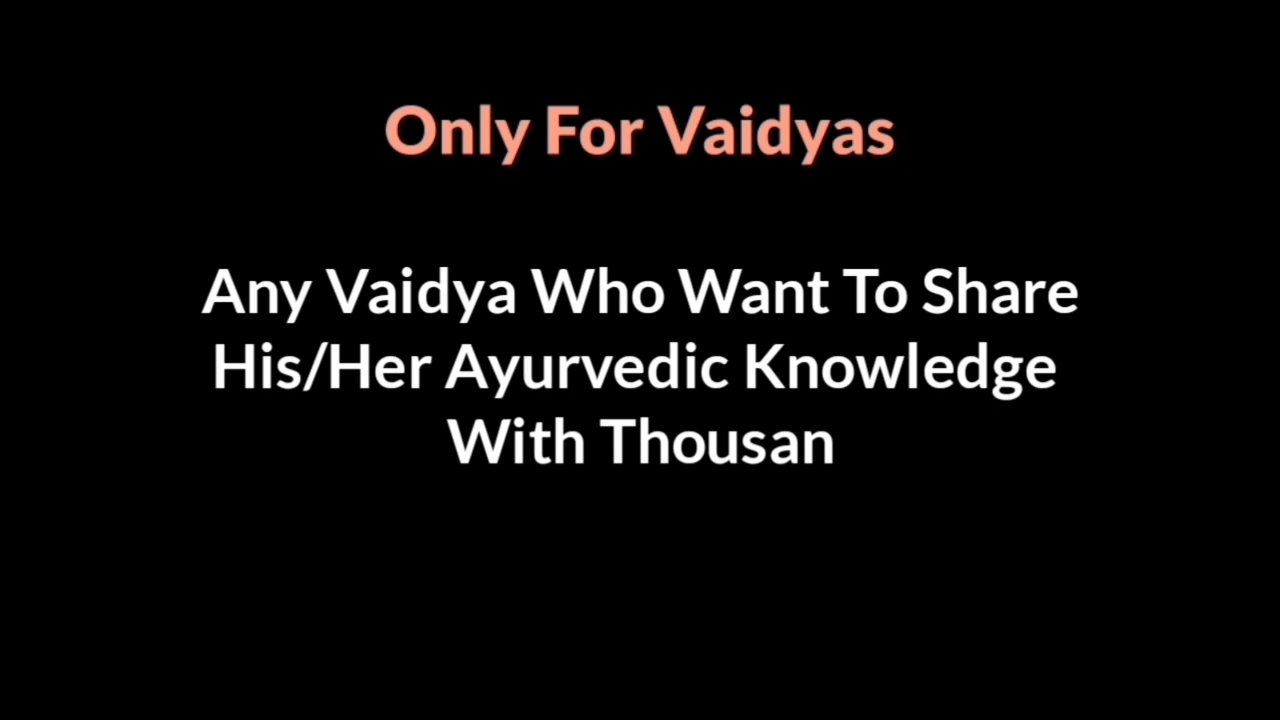 Only For Vaidyas
Any Vaidya Who Want To Share
His/Her Ayurvedic Knowledge
With Thousan